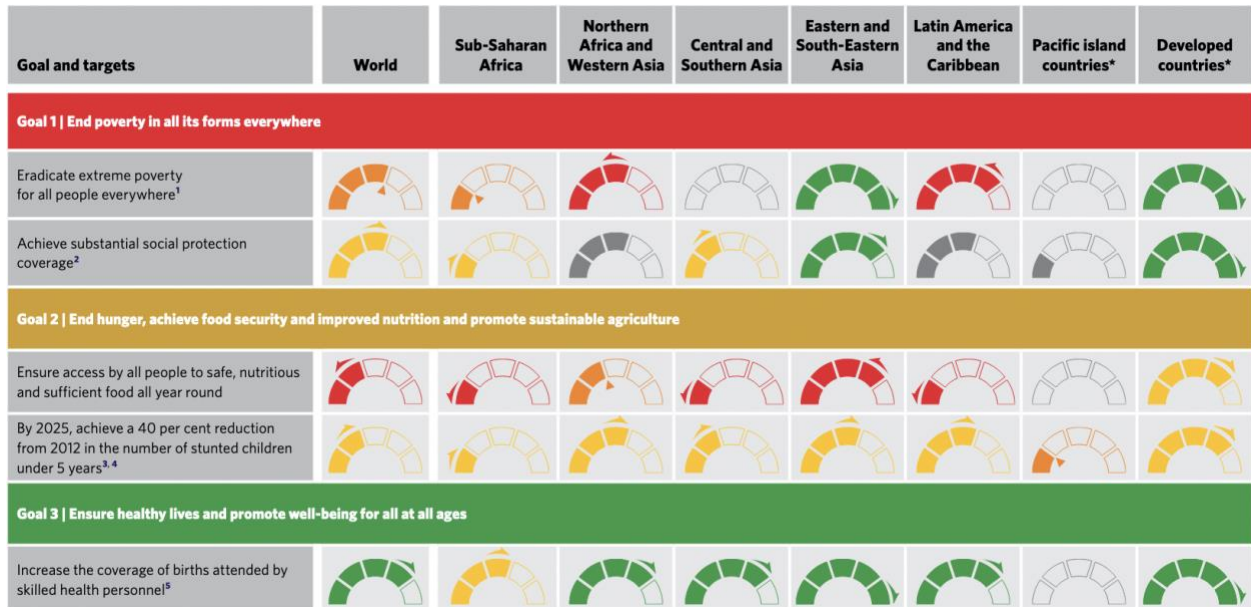 Goal and targets
World
Sub-Saharan
Africa
Northern
Africa and
Western Asia
Central and
Southern Asia
Eastern and
South-Eastern
Asia
Latin America
and the
Caribbean
Pacific island
countries*
Developed
countries*
Goal 1 | End poverty in all its forms everywhere
Eradicate extreme poverty
for all people everywhere¹
Achieve substantial social protection
coverage²
Goal 2 | End hunger, achieve food security and improved nutrition and promote sustainable agriculture
Ensure access by all people to safe, nutritious
and sufficient food all year round
By 2025, achieve a 40 per cent reduction
from 2012 in the number of stunted children
under 5 years³,⁴
Goal 3 | Ensure healthy lives and promote well-being for all at all ages
Increase the coverage of births attended by
skilled health personnel⁵